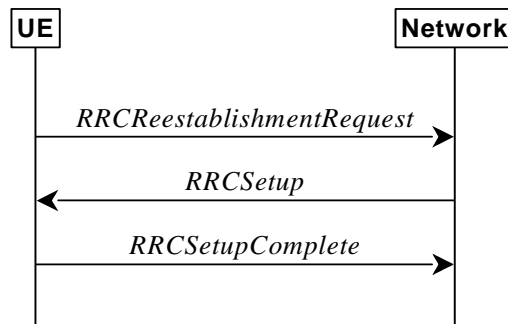 UE
Network
RRCReestablishmentRequest
RRCSetup
RRCSetupComplete